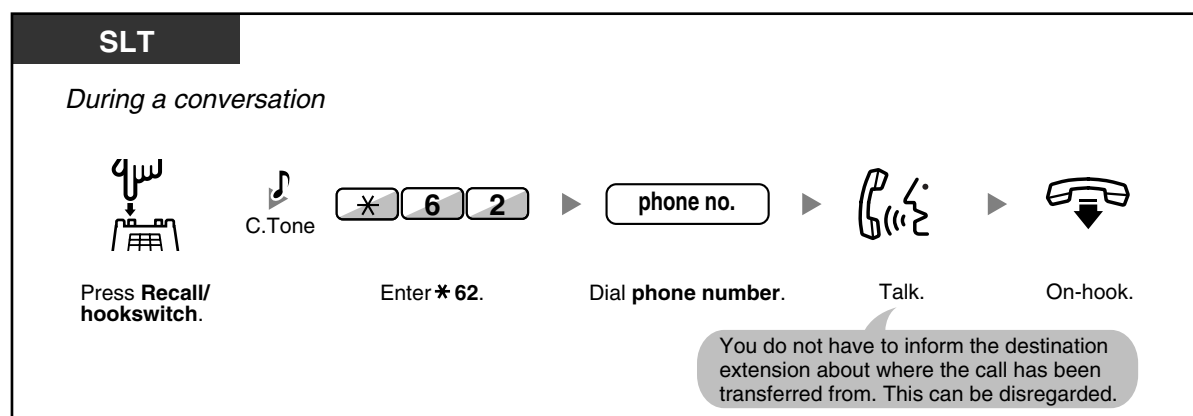 SLT
During a conversation
C.Tone
* 6 2
phone no.
Press Recall/
hookswitch.
Enter * 62.
Dial phone number.
Talk.
On-hook.
You do not have to inform the destination
extension about where the call has been
transferred from. This can be disregarded.